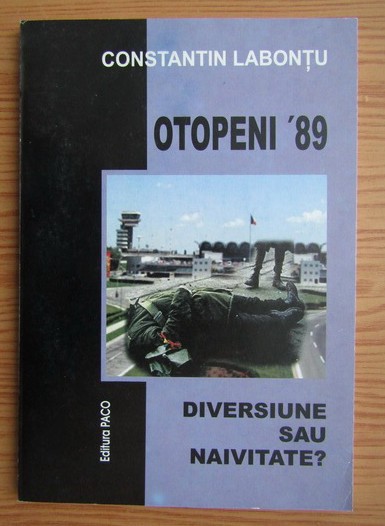 CONSTANTIN LABONȚU
OTOPENI ´89
DIVERSIUNE
SAU
NAIVITATE?
Editura PACO